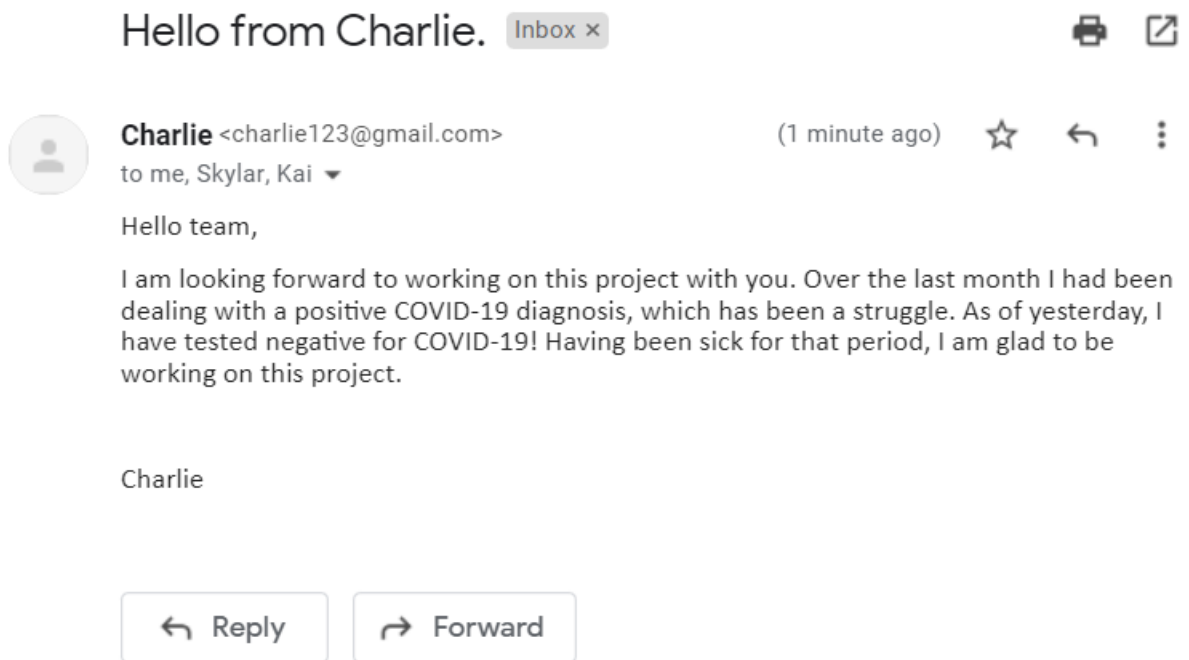 Hello from Charlie. Inbox ×
Charlie <charlie123@gmail.com> (1 minute ago)
to me, Skylar, Kai
Hello team,
I am looking forward to working on this project with you. Over the last month I had been
dealing with a positive COVID-19 diagnosis, which has been a struggle. As of yesterday, I
have tested negative for COVID-19! Having been sick for that period, I am glad to be
working on this project.
Charlie
Reply Forward